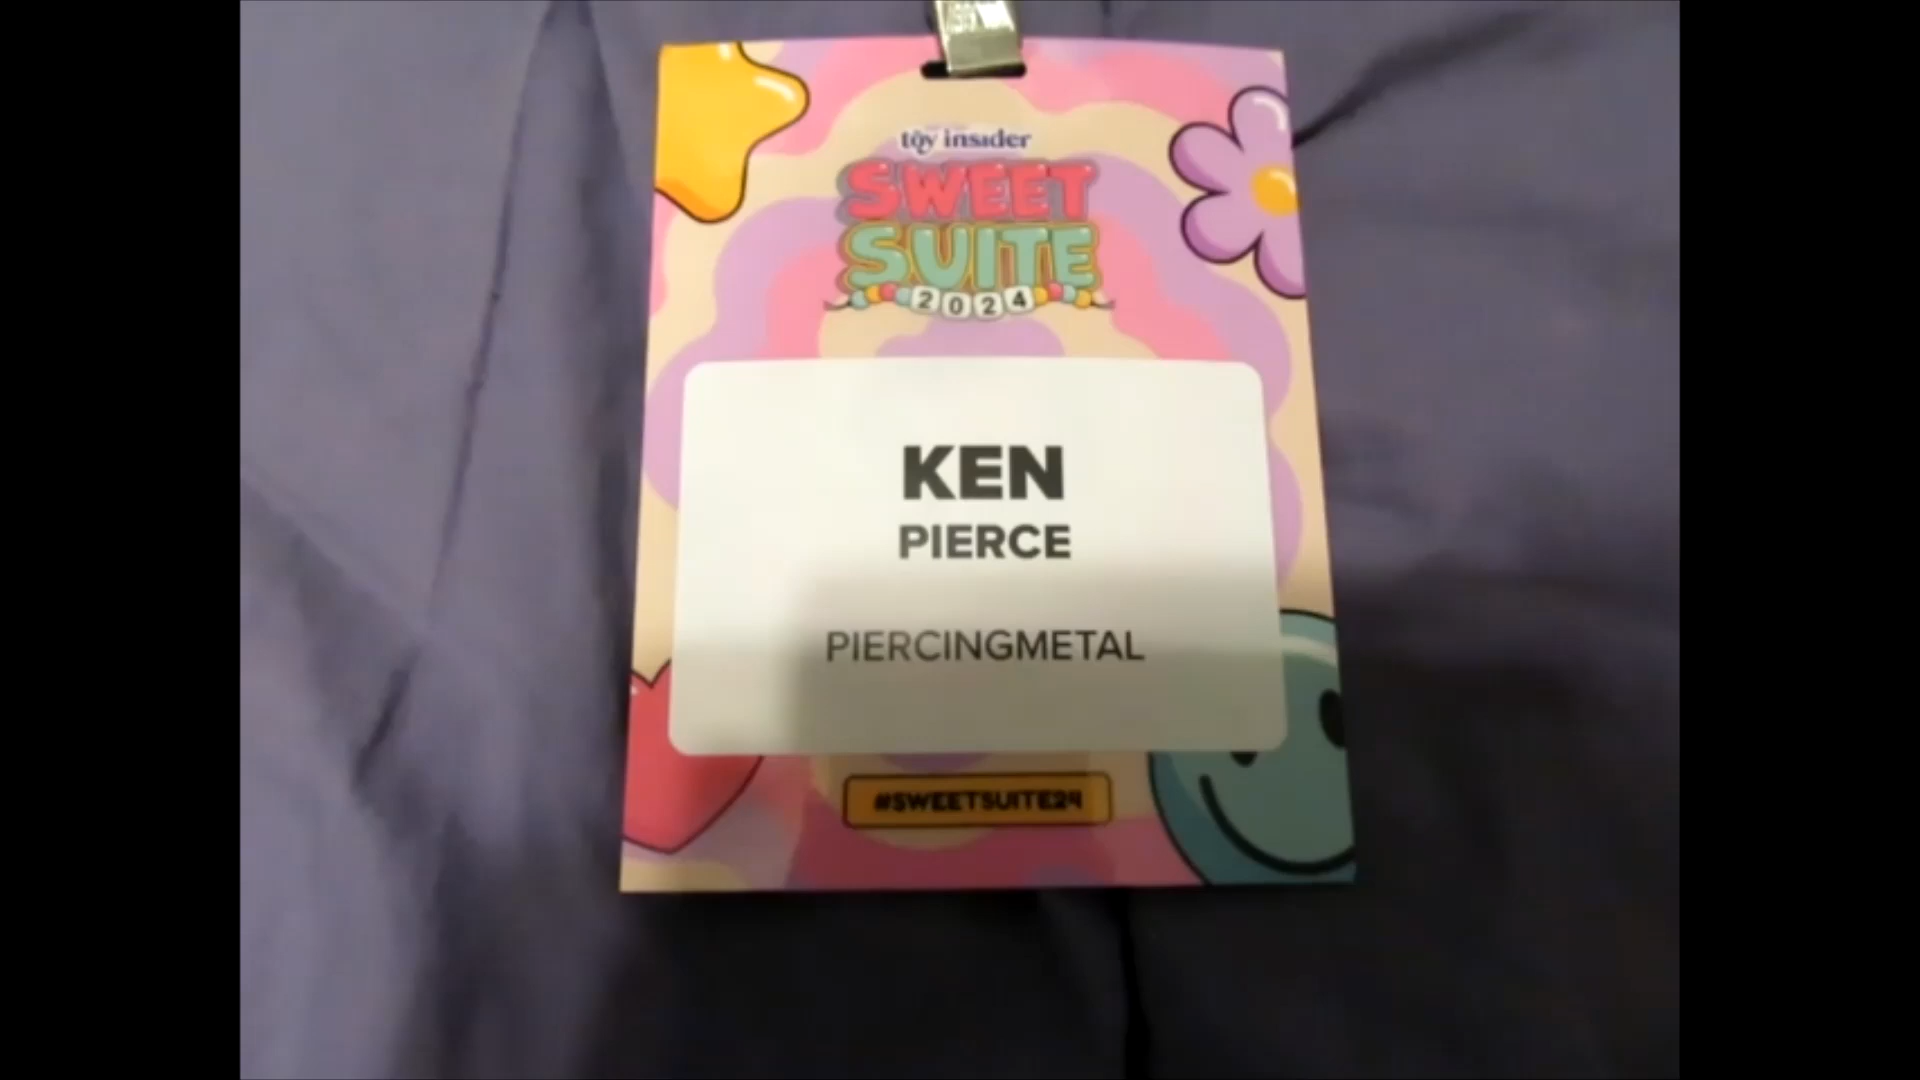 toy insider
SWEET
SUITE
2024
KEN
PIERCE
PIERCINGMETAL
#SWEETSUITE24